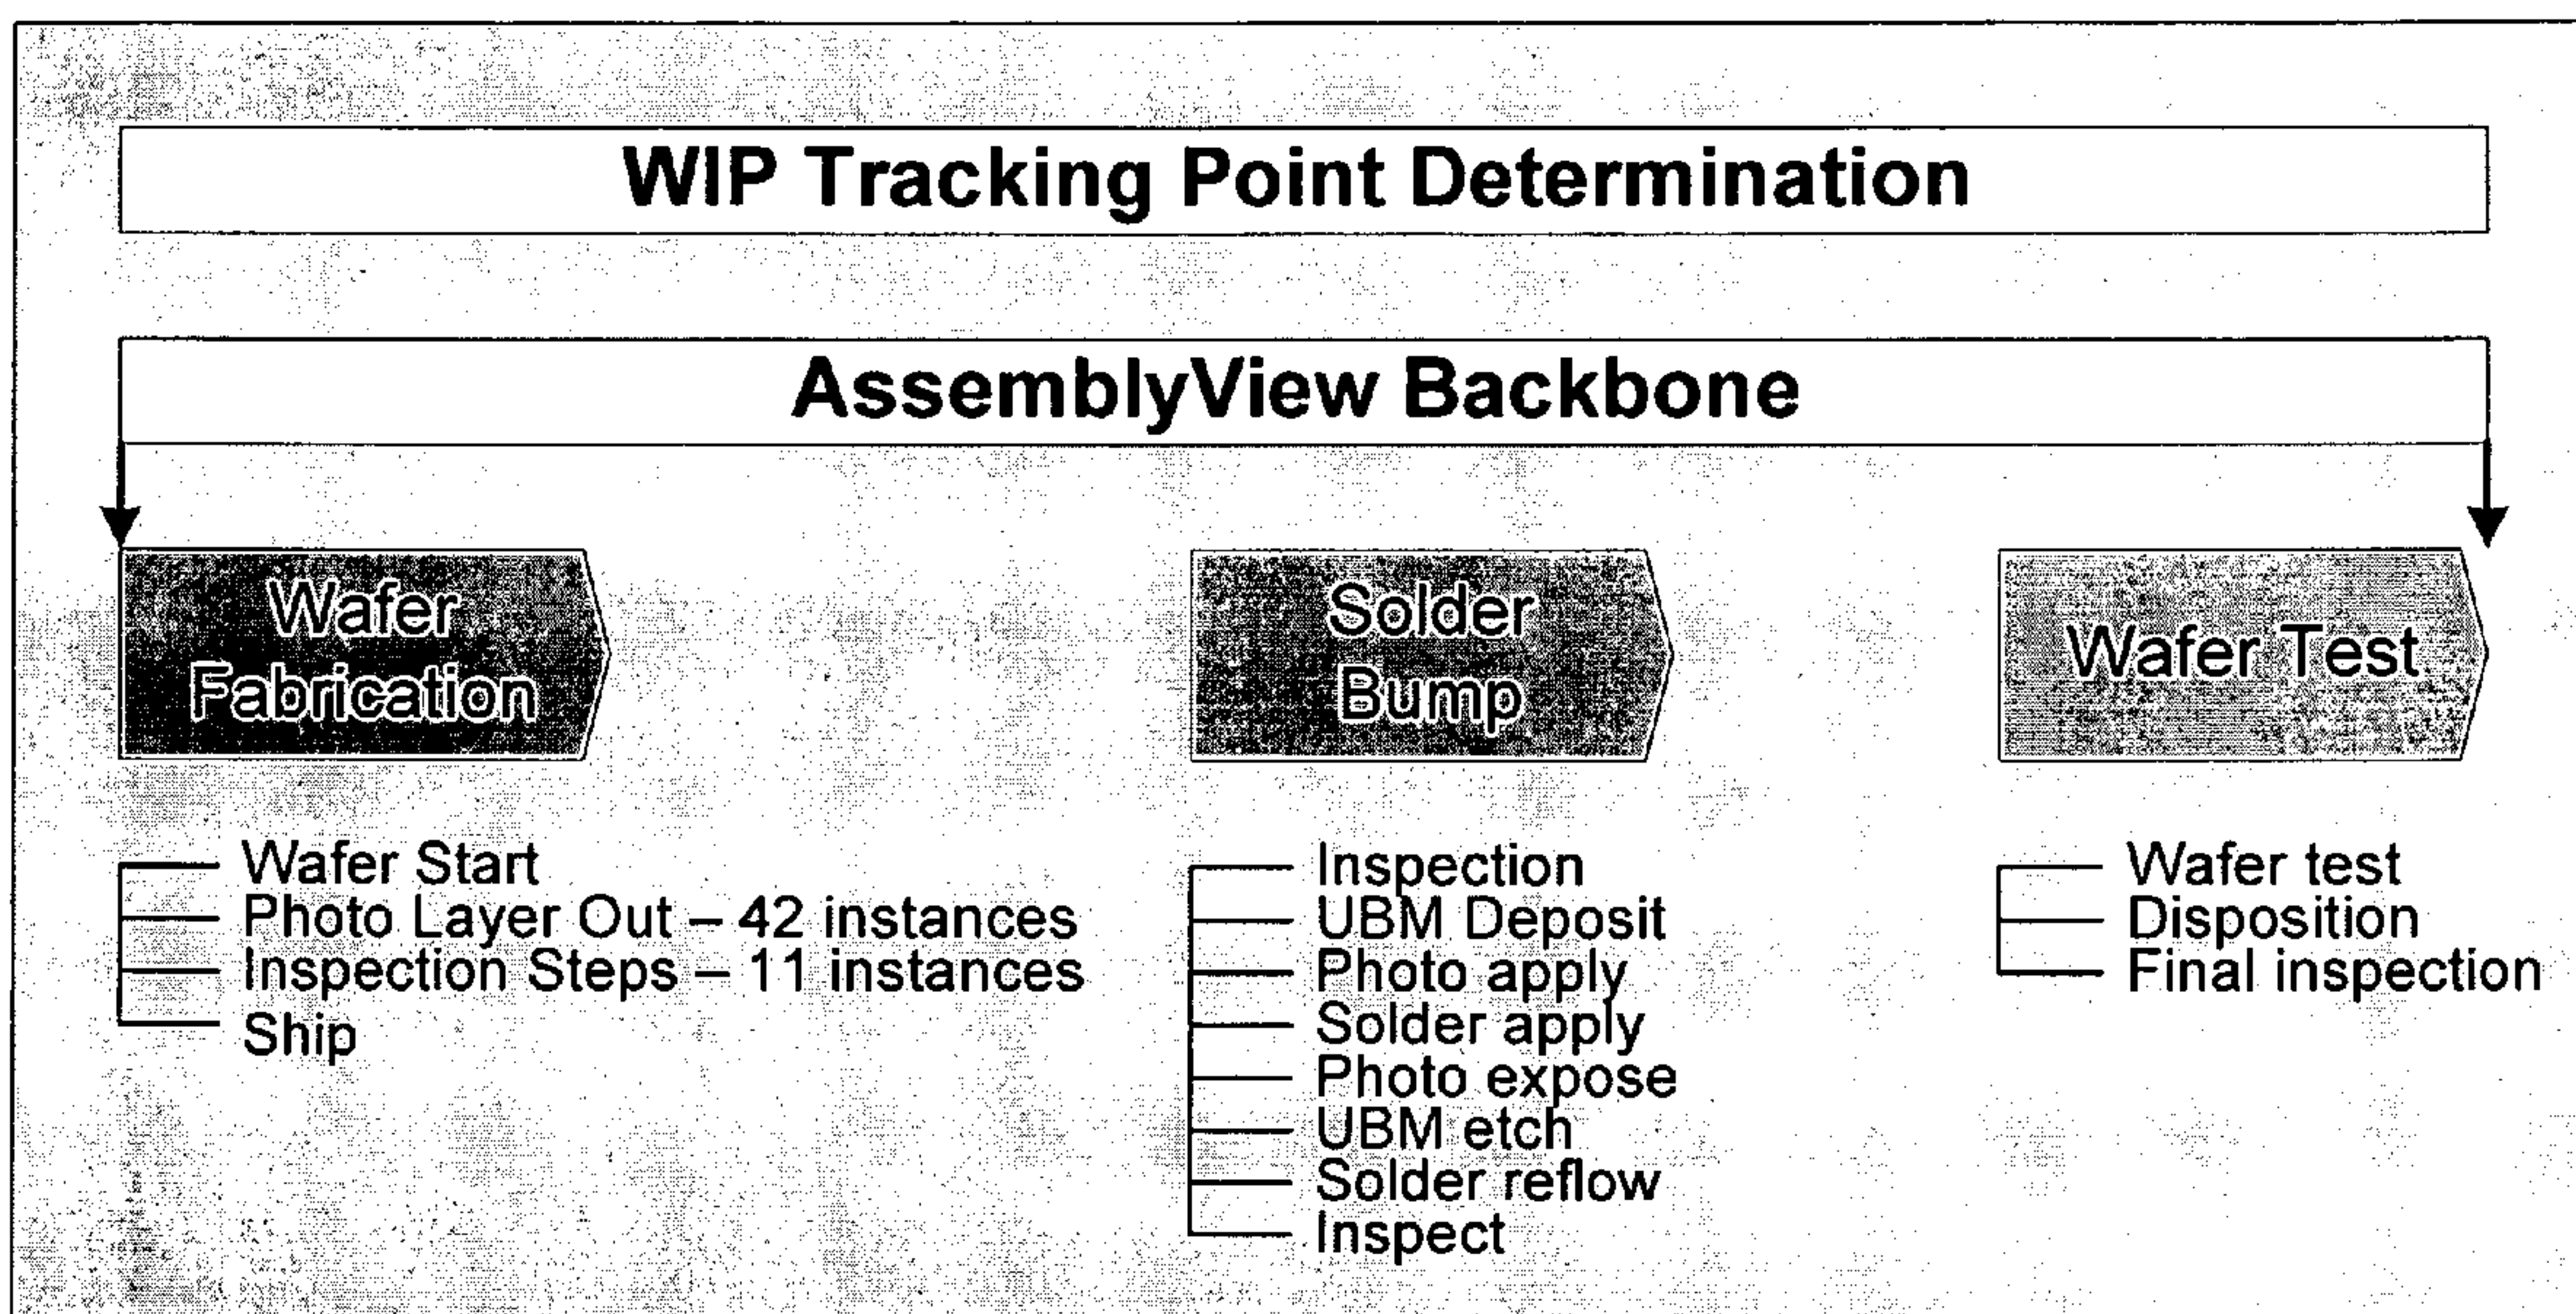 WIP Tracking Point Determination
AssemblyView Backbone
Wafer
Fabrication
Solder
Bump
Wafer Test
Wafer Start
Photo Layer Out – 42 instances
Inspection Steps – 11 instances
Ship
Inspection
UBM Deposit
Photo apply
Solder apply
Photo expose
UBM etch
Solder reflow
Inspect
Wafer test
Disposition
Final inspection